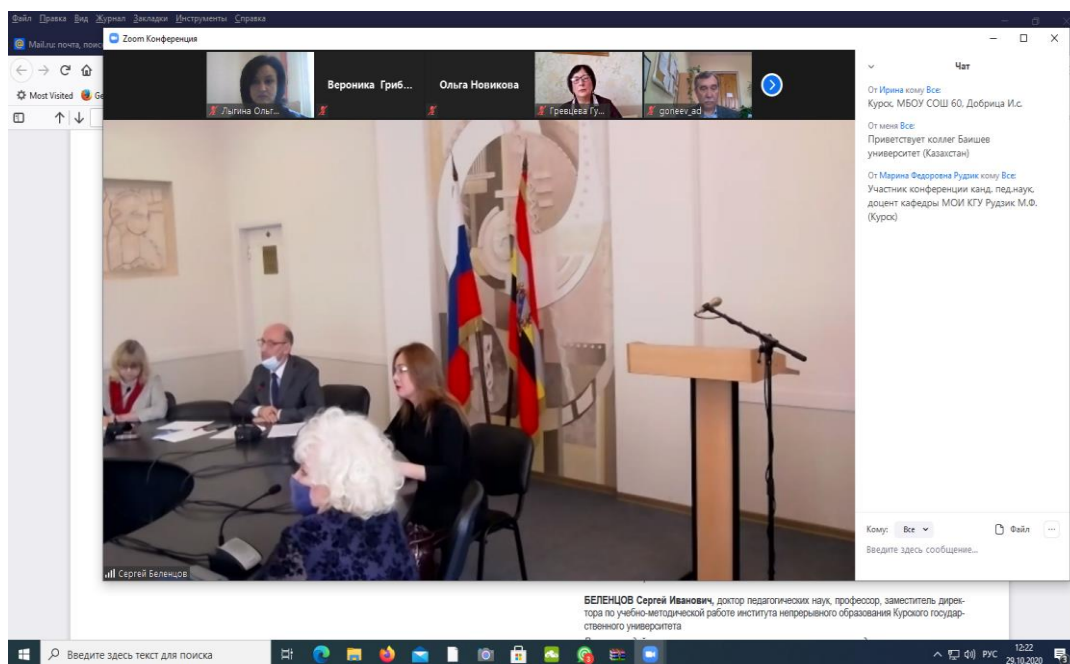 Файл Правка Вид Журнал Закладки Инструменты Справка
Mail.ru: почта, поис
Zoom Конференция
Most Visited
Ge
Лыгина Ольг...
Вероника Гриб...
Ольга Новикова
Гревцева Гу...
goneev_ad
Сергей Беленцов
Чат
От Ирина кому Все:
Курск, МБОУ СОШ 60, Добрица И.с.
От меня Все:
Приветствует коллег Баишев
университет (Казахстан)
От Марина Федоровна Рудзик кому Все:
Участник конференции канд. пед.наук,
доцент кафедры МОИ КГУ Рудзик М.Ф.
(Курск)
Кому: Все
Файл
Введите здесь сообщение...
БЕЛЕНЦОВ Сергей Иванович, доктор педагогических наук, профессор, заместитель дирек-
тора по учебно-методической работе института непрерывного образования Курского государ-
ственного университета
Введите здесь текст для поиска
РУС
12:22
29.10.2020